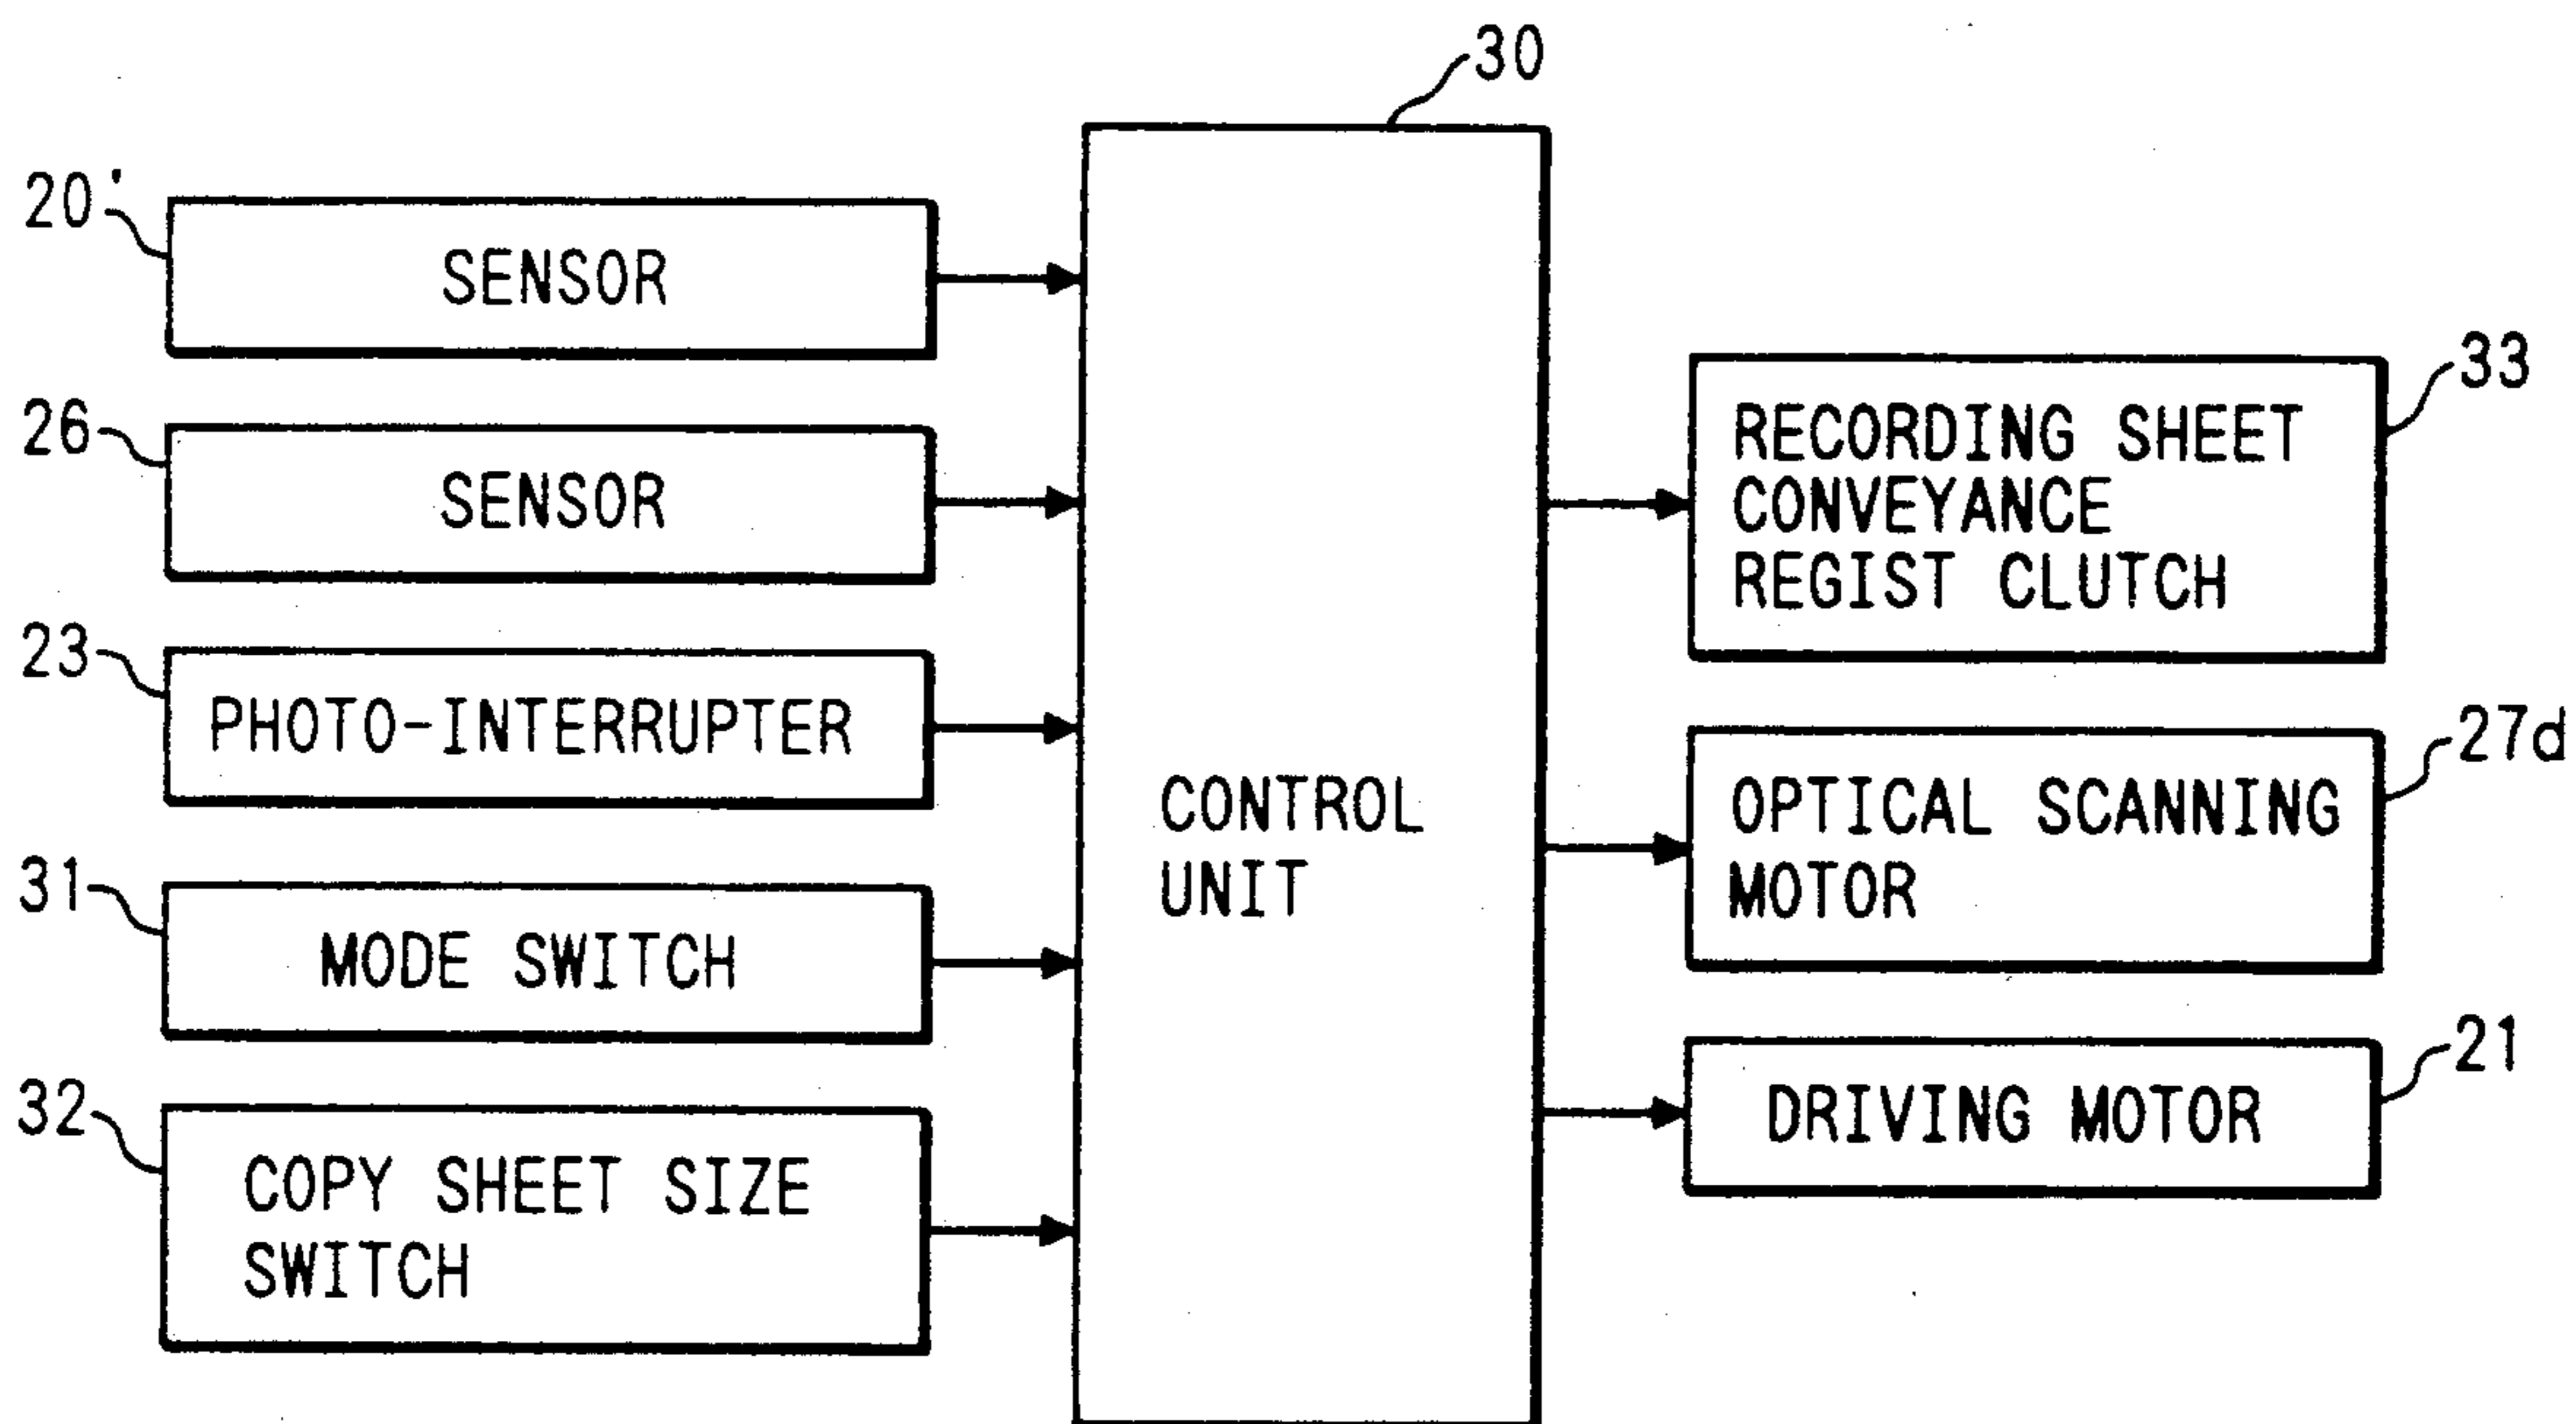 30
20'
SENSOR
26
SENSOR
23
PHOTO-INTERRUPTER
31
MODE SWITCH
32
COPY SHEET SIZE
SWITCH
CONTROL
UNIT
33
RECORDING SHEET
CONVEYANCE
REGIST CLUTCH
27d
OPTICAL SCANNING
MOTOR
21
DRIVING MOTOR